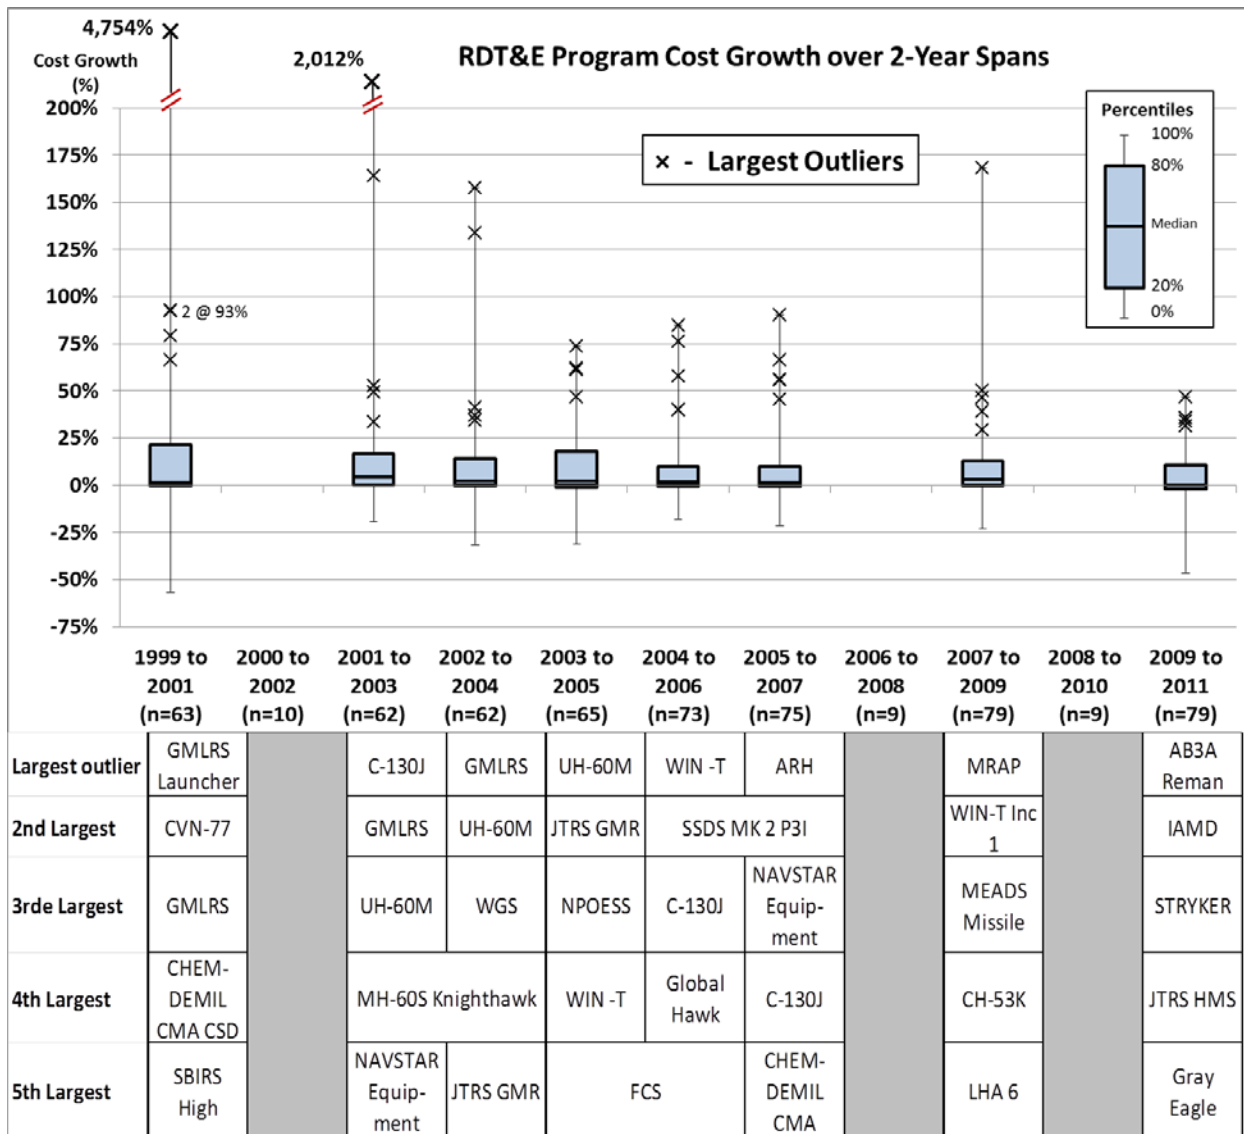 4,754%
Cost Growth
(%)
2,012%
RDT&E Program Cost Growth over 2-Year Spans
200%
175%
150%
125%
100%
75%
50%
25%
0%
-25%
-50%
-75%
× - Largest Outliers
Percentiles
100%
80%
Median
20%
0%
2 @ 93%
1999 to
2001
(n=63)
2000 to
2002
(n=10)
2001 to
2003
(n=62)
2002 to
2004
(n=62)
2003 to
2005
(n=65)
2004 to
2006
(n=73)
2005 to
2007
(n=75)
2006 to
2008
(n=9)
2007 to
2009
(n=79)
2008 to
2010
(n=9)
2009 to
2011
(n=79)
Largest outlier
GMLRS
Launcher
C-130J
GMLRS
UH-60M
WIN -T
ARH
MRAP
AB3A
Reman
2nd Largest
CVN-77
GMLRS
UH-60M
JTRS GMR
SSDS MK 2 P3I
WIN-T Inc
1
IAMD
3rde Largest
GMLRS
UH-60M
WGS
NPOESS
C-130J
NAVSTAR
Equip-
ment
MEADS
Missile
STRYKER
4th Largest
CHEM-
DEMIL
CMA CSD
MH-60S Knighthawk
WIN -T
Global
Hawk
C-130J
CH-53K
JTRS HMS
5th Largest
SBIRS
High
NAVSTAR
Equip-
ment
JTRS GMR
FCS
CHEM-
DEMIL
CMA
LHA 6
Gray
Eagle